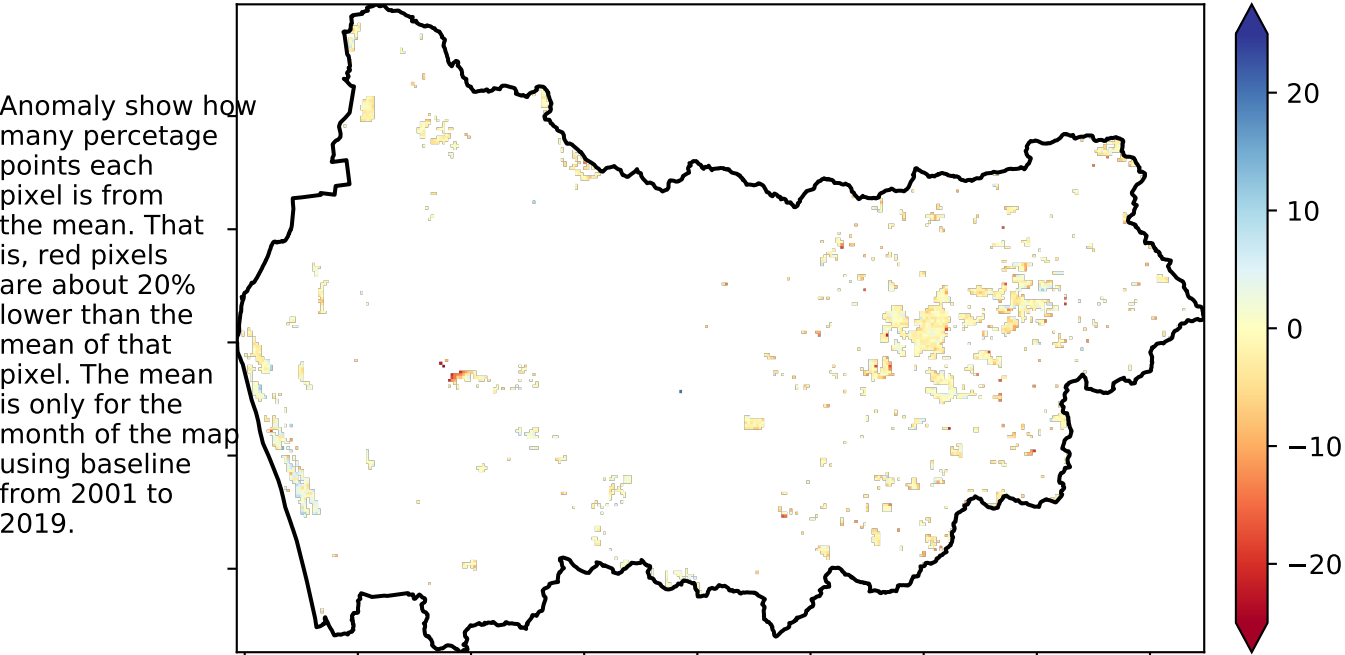 Anomaly show how
many percetage
points each
pixel is from
the mean. That
is, red pixels
are about 20%
lower than the
mean of that
pixel. The mean
is only for the
month of the map
using baseline
from 2001 to
2019.
20
10
0
−10
−20